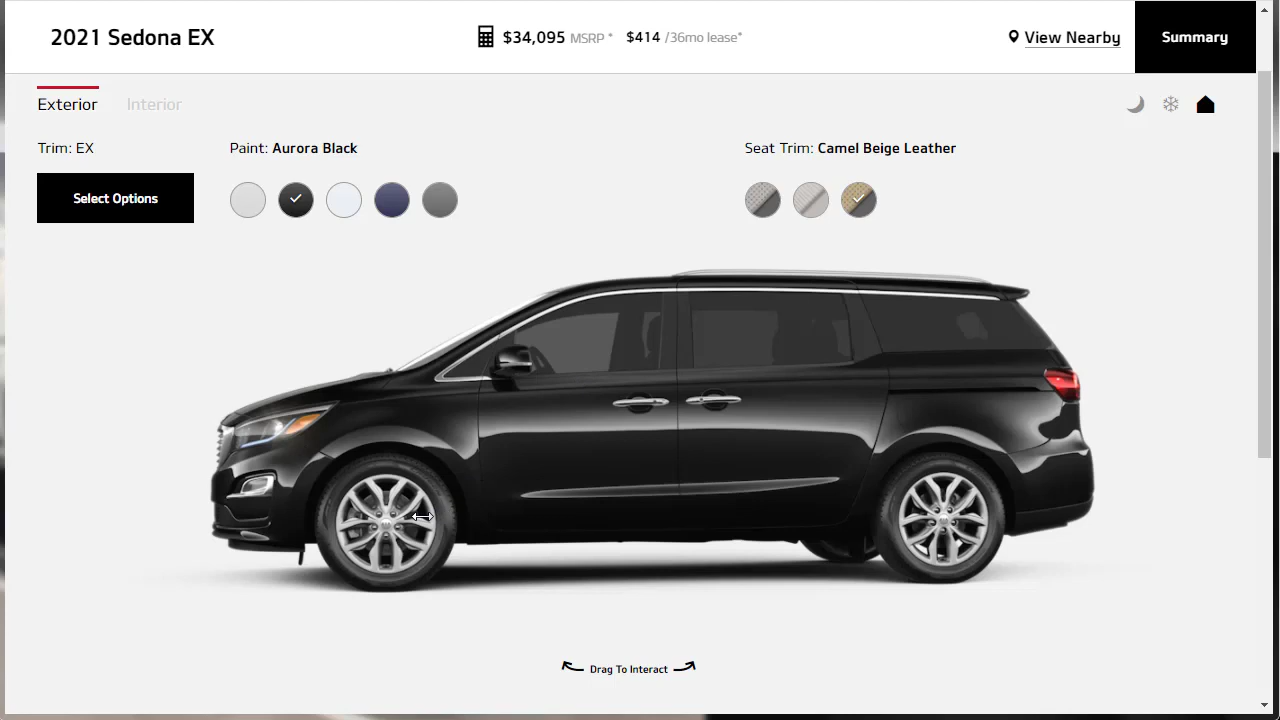 2021 Sedona EX
$34,095 MSRP * $414 /36mo lease*
View Nearby
Summary
Exterior
Interior
Trim: EX
Paint: Aurora Black
Seat Trim: Camel Beige Leather
Select Options
Drag To Interact